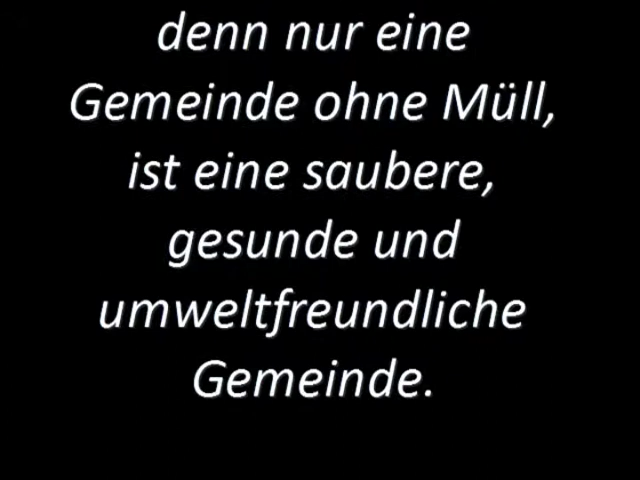 denn nur eine
Gemeinde ohne Müll,
ist eine saubere,
gesunde und
umweltfreundliche
Gemeinde.